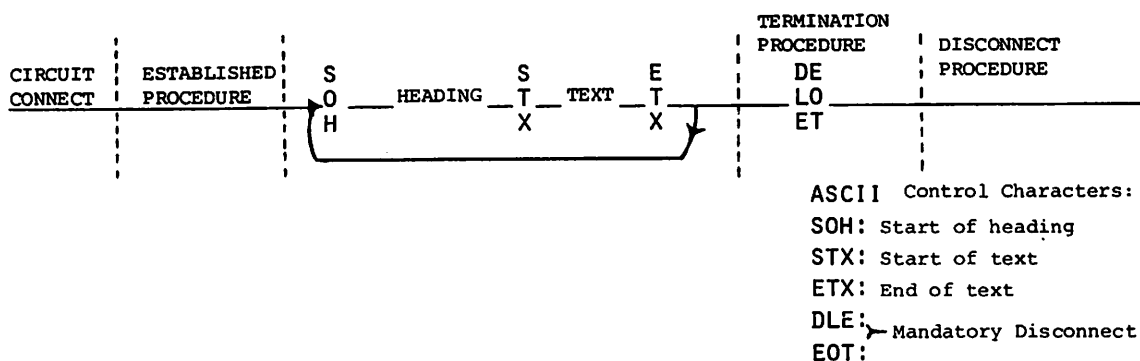 TERMINATION
PROCEDURE
DISCONNECT
PROCEDURE
CIRCUIT
CONNECT
ESTABLISHED
PROCEDURE
S
O
H
HEADING
S
T
X
TEXT
E
T
X
DE
LO
ET
ASCII Control Characters:
SOH: Start of heading
STX: Start of text
ETX: End of text
DLE:
Mandatory Disconnect
EOT: